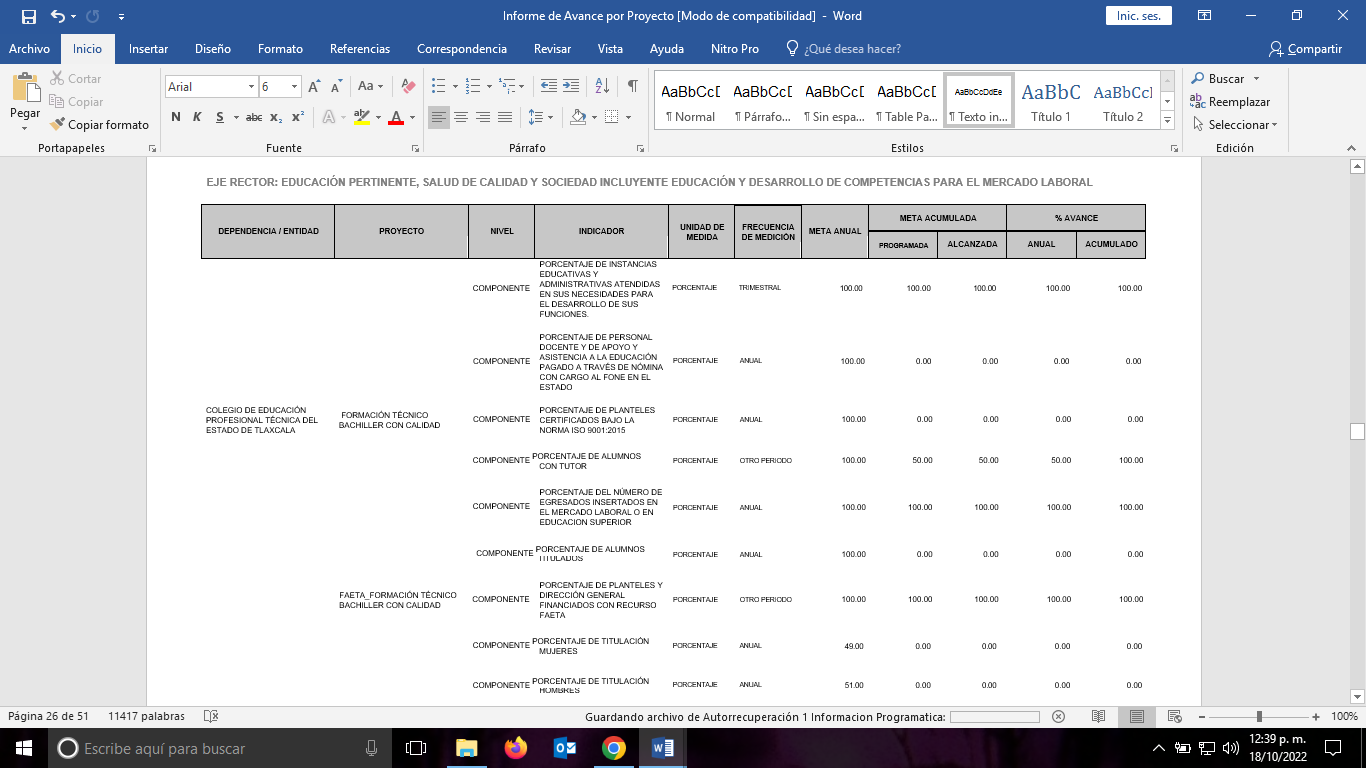 Informe de Avance por Proyecto [Modo de compatibilidad] - Word
Inic. ses.
Archivo Inicio Insertar Diseño Formato Referencias Correspondencia Revisar Vista Ayuda Nitro Pro ¿Qué desea hacer? Compartir
Pegar
Cortar
Copiar
Copiar formato
Portapapeles
Arial 6
N K S abc x₂ x²
Fuente
Párrafo
AaBbCcI AaBbCcD AaBbCcD AaBbCcD AaBbCcDdEe AaBbC AaBbCcI
¶ Normal ¶ Párrafo... ¶ Sin espa... ¶ Table Pa... ¶ Texto in... Título 1 Título 2
Estilos
Buscar
Reemplazar
Seleccionar
Edición
EJE RECTOR: EDUCACIÓN PERTINENTE, SALUD DE CALIDAD Y SOCIEDAD INCLUYENTE EDUCACIÓN Y DESARROLLO DE COMPETENCIAS PARA EL MERCADO LABORAL
DEPENDENCIA / ENTIDAD PROYECTO NIVEL INDICADOR UNIDAD DE MEDIDA FRECUENCIA DE MEDICIÓN META ANUAL META ACUMULADA % AVANCE
PROGRAMADA ALCANZADA ANUAL ACUMULADO
PORCENTAJE DE INSTANCIAS
EDUCATIVAS Y
ADMINISTRATIVAS ATENDIDAS
COMPONENTE EN SUS NECESIDADES PARA PORCENTAJE TRIMESTRAL 100.00 100.00 100.00 100.00 100.00
EL DESARROLLO DE SUS
FUNCIONES.
PORCENTAJE DE PERSONAL
DOCENTE Y DE APOYO Y
COMPONENTE ASISTENCIA A LA EDUCACIÓN PORCENTAJE ANUAL 100.00 0.00 0.00 0.00 0.00
PAGADO A TRAVÉS DE NÓMINA
CON CARGO AL FONE EN EL
ESTADO
COLEGIO DE EDUCACIÓN FORMACIÓN TÉCNICO PORCENTAJE DE PLANTELES
PROFESIONAL TÉCNICA DEL BACHILLER CON CALIDAD COMPONENTE CERTIFICADOS BAJO LA PORCENTAJE ANUAL 100.00 0.00 0.00 0.00 0.00
ESTADO DE TLAXCALA NORMA ISO 9001:2015
COMPONENTE PORCENTAJE DE ALUMNOS PORCENTAJE OTRO PERIODO 100.00 50.00 50.00 50.00 100.00
CON TUTOR
PORCENTAJE DEL NÚMERO DE
EGRESADOS INSERTADOS EN
COMPONENTE EL MERCADO LABORAL O EN PORCENTAJE ANUAL 100.00 100.00 100.00 100.00 100.00
EDUCACION SUPERIOR
COMPONENTE PORCENTAJE DE ALUMNOS PORCENTAJE ANUAL 100.00 0.00 0.00 0.00 0.00
TITULADOS
PORCENTAJE DE PLANTELES Y
FAETA_FORMACIÓN TÉCNICO COMPONENTE DIRECCIÓN GENERAL PORCENTAJE OTRO PERIODO 100.00 100.00 100.00 100.00 100.00
BACHILLER CON CALIDAD FINANCIADOS CON RECURSO
FAETA
COMPONENTE PORCENTAJE DE TITULACIÓN PORCENTAJE ANUAL 49.00 0.00 0.00 0.00 0.00
MUJERES
COMPONENTE PORCENTAJE DE TITULACIÓN PORCENTAJE ANUAL 51.00 0.00 0.00 0.00 0.00
HOMBRES
Página 26 de 51 11417 palabras Guardando archivo de Autorrecuperación 1 Informacion Programatica: 100%
Escribe aquí para buscar
12:39 p. m.
18/10/2022